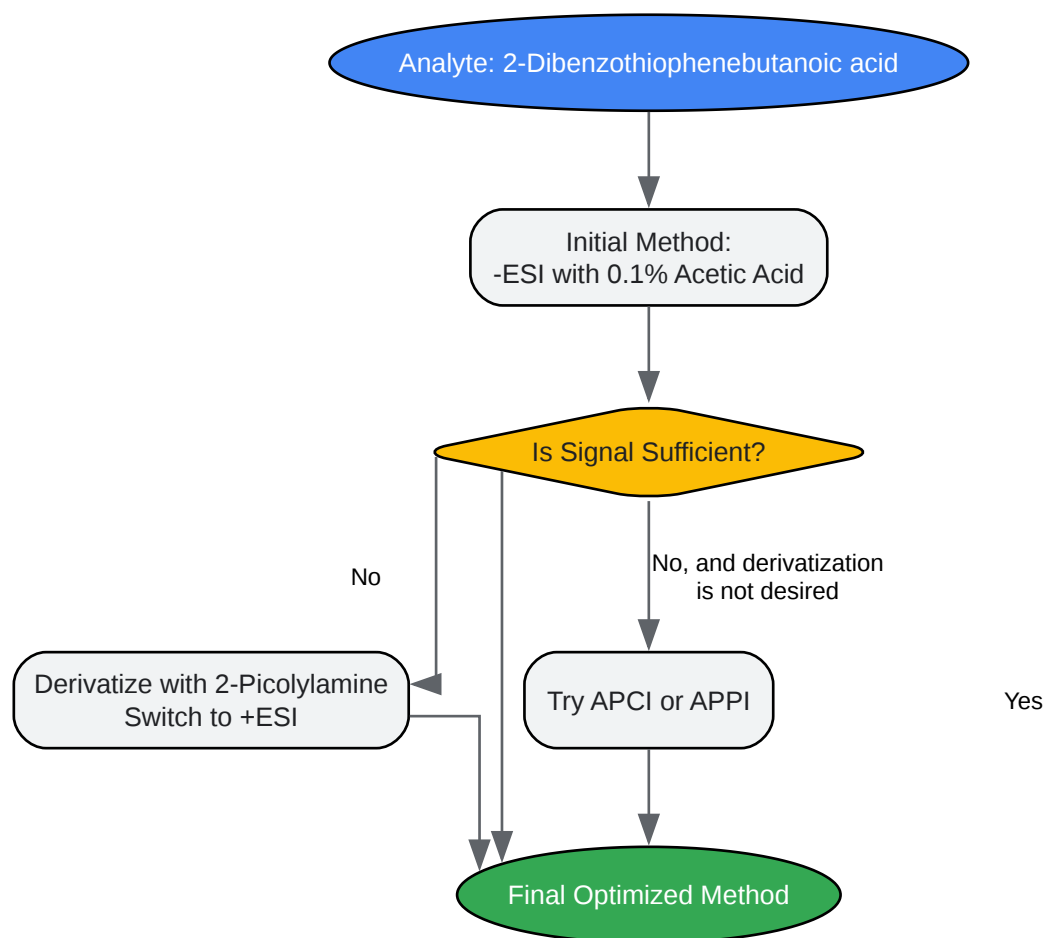 Analyte: 2-Dibenzothiophenebutanoic acid
Initial Method:
-ESI with 0.1% Acetic Acid
Is Signal Sufficient?
No
No, and derivatization
is not desired
Derivatize with 2-Picolylamine
Switch to +ESI
Try APCI or APPI
Yes
Final Optimized Method